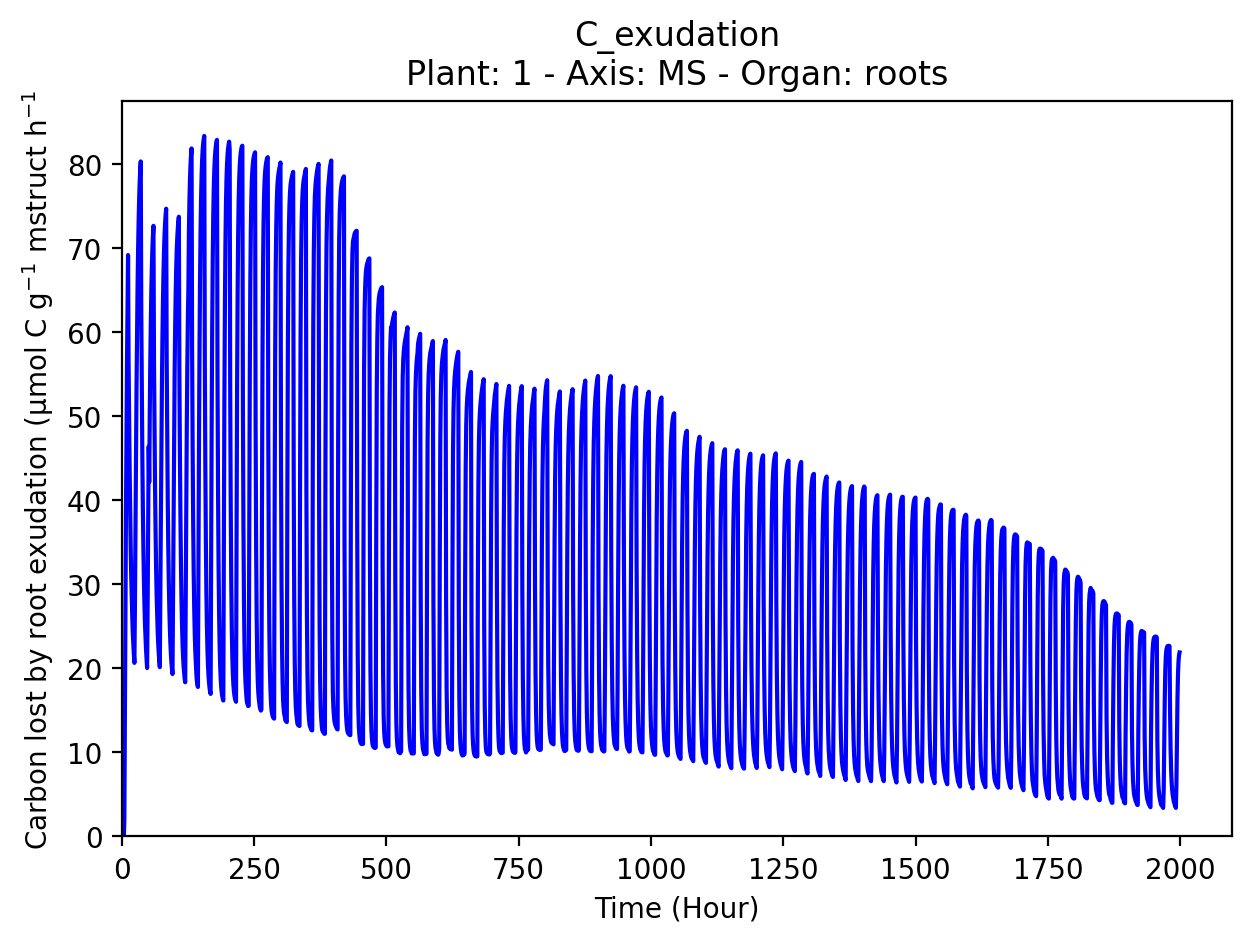 C_exudation
Plant: 1 - Axis: MS - Organ: roots
Carbon lost by root exudation (µmol C g⁻¹ mstruct h⁻¹
80
70
60
50
40
30
20
10
0
0 250 500 750 1000 1250 1500 1750 2000
Time (Hour)